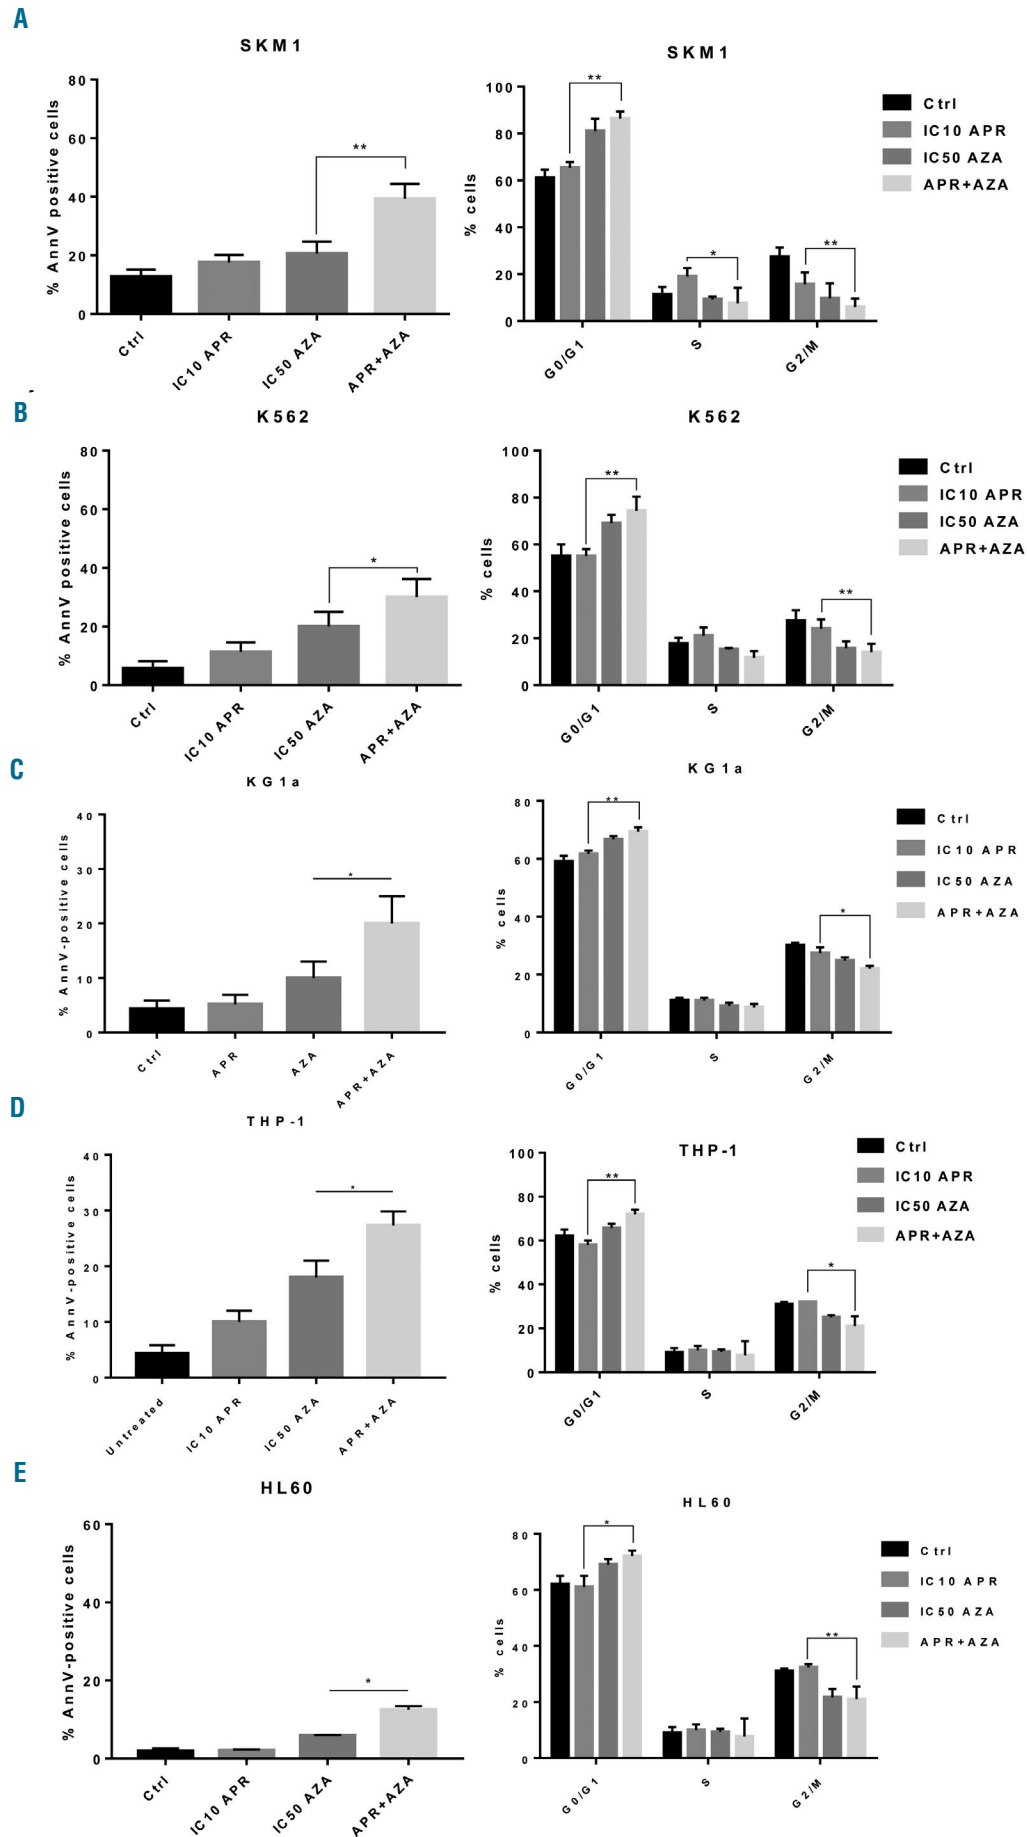 A
SKM1
% AnnV positive cells
80
60
40
20
0
**
Ctrl
IC10 APR
IC50 AZA
APR+AZA
SKM1
% cells
100
80
60
40
20
0
**
*
**
G0/G1
S
G2/M
Ctrl
IC10 APR
IC50 AZA
APR+AZA
B
K562
% AnnV positive cells
80
60
40
20
0
*
Ctrl
IC10 APR
IC50 AZA
APR+AZA
K562
% cells
100
80
60
40
20
0
**
**
G0/G1
S
G2/M
Ctrl
IC10 APR
IC50 AZA
APR+AZA
C
KG1a
% AnnV-positive cells
40
30
20
10
0
*
Ctrl
APR
AZA
APR+AZA
KG1a
% cells
80
60
40
20
0
**
*
G0/G1
S
G2/M
Ctrl
IC10 APR
IC50 AZA
APR+AZA
D
THP-1
% AnnV-positive cells
40
30
20
10
0
*
Untreated
IC10 APR
IC50 AZA
APR+AZA
THP-1
% cells
100
80
60
40
20
0
**
*
G0/G1
S
G2/M
Ctrl
IC10 APR
IC50 AZA
APR+AZA
E
HL60
% AnnV-positive cells
60
40
20
0
*
Ctrl
IC10 APR
IC50 AZA
APR+AZA
HL60
% cells
80
60
40
20
0
*
**
G0/G1
S
G2/M
Ctrl
IC10 APR
IC50 AZA
APR+AZA